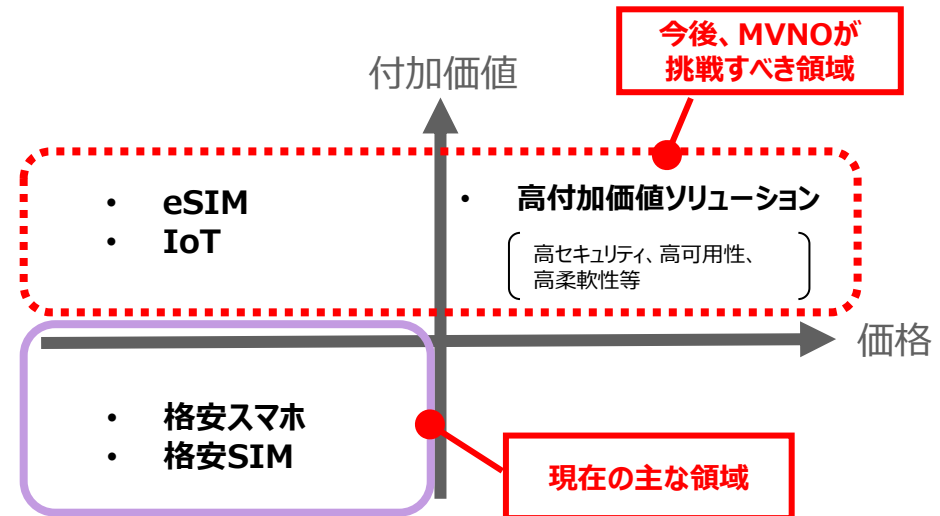 今後、MVNOが
挑戦すべき領域
付加価値
• eSIM
• IoT
• 高付加価値ソリューション
高セキュリティ、高可用性、
高柔軟性等
価格
• 格安スマホ
• 格安SIM
現在の主な領域